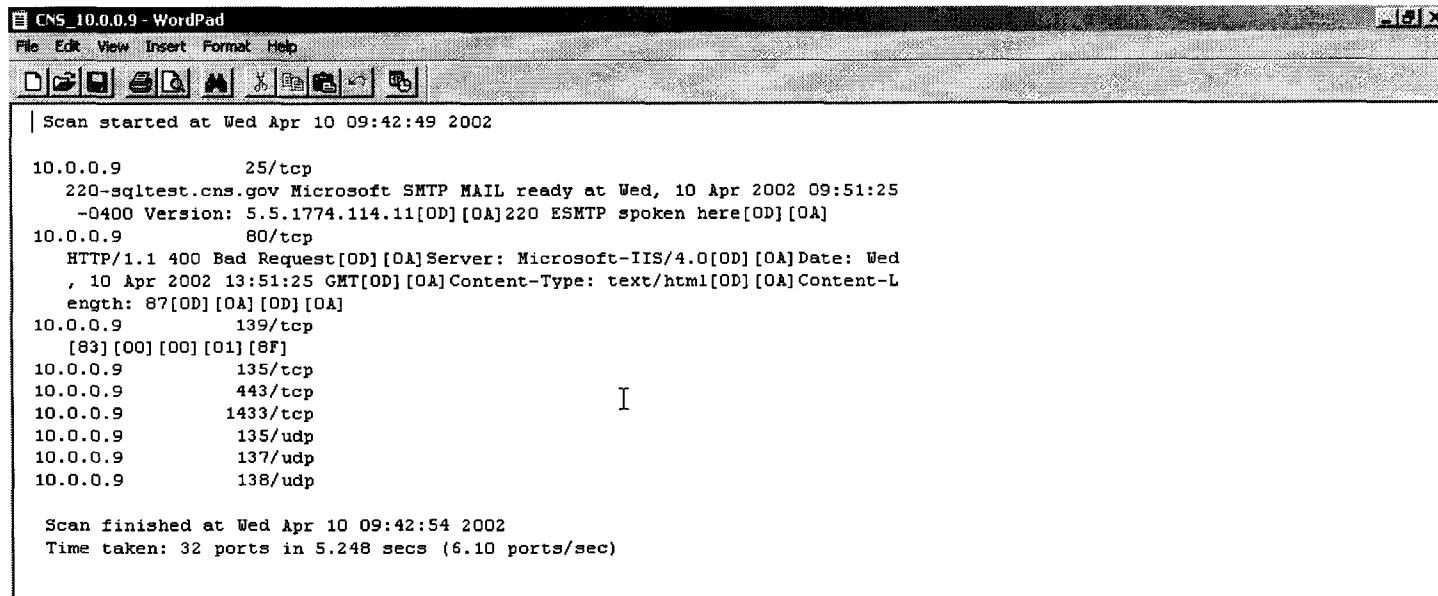 CNS_10.0.0.9 - WordPad
File Edit View Insert Format Help
Scan started at Wed Apr 10 09:42:49 2002
10.0.0.9 25/tcp
220-sqltest.cns.gov Microsoft SMTP MAIL ready at Wed, 10 Apr 2002 09:51:25
-0400 Version: 5.5.1774.114.11[0D][0A]220 ESMTP spoken here[0D][0A]
10.0.0.9 80/tcp
HTTP/1.1 400 Bad Request[0D][0A]Server: Microsoft-IIS/4.0[0D][0A]Date: Wed
, 10 Apr 2002 13:51:25 GMT[0D][0A]Content-Type: text/html[0D][0A]Content-L
ength: 87[0D][0A][0D][0A]
10.0.0.9 139/tcp
[83][00][00][01][8F]
10.0.0.9 135/tcp
10.0.0.9 443/tcp
10.0.0.9 1433/tcp
10.0.0.9 135/udp
10.0.0.9 137/udp
10.0.0.9 138/udp
Scan finished at Wed Apr 10 09:42:54 2002
Time taken: 32 ports in 5.248 secs (6.10 ports/sec)